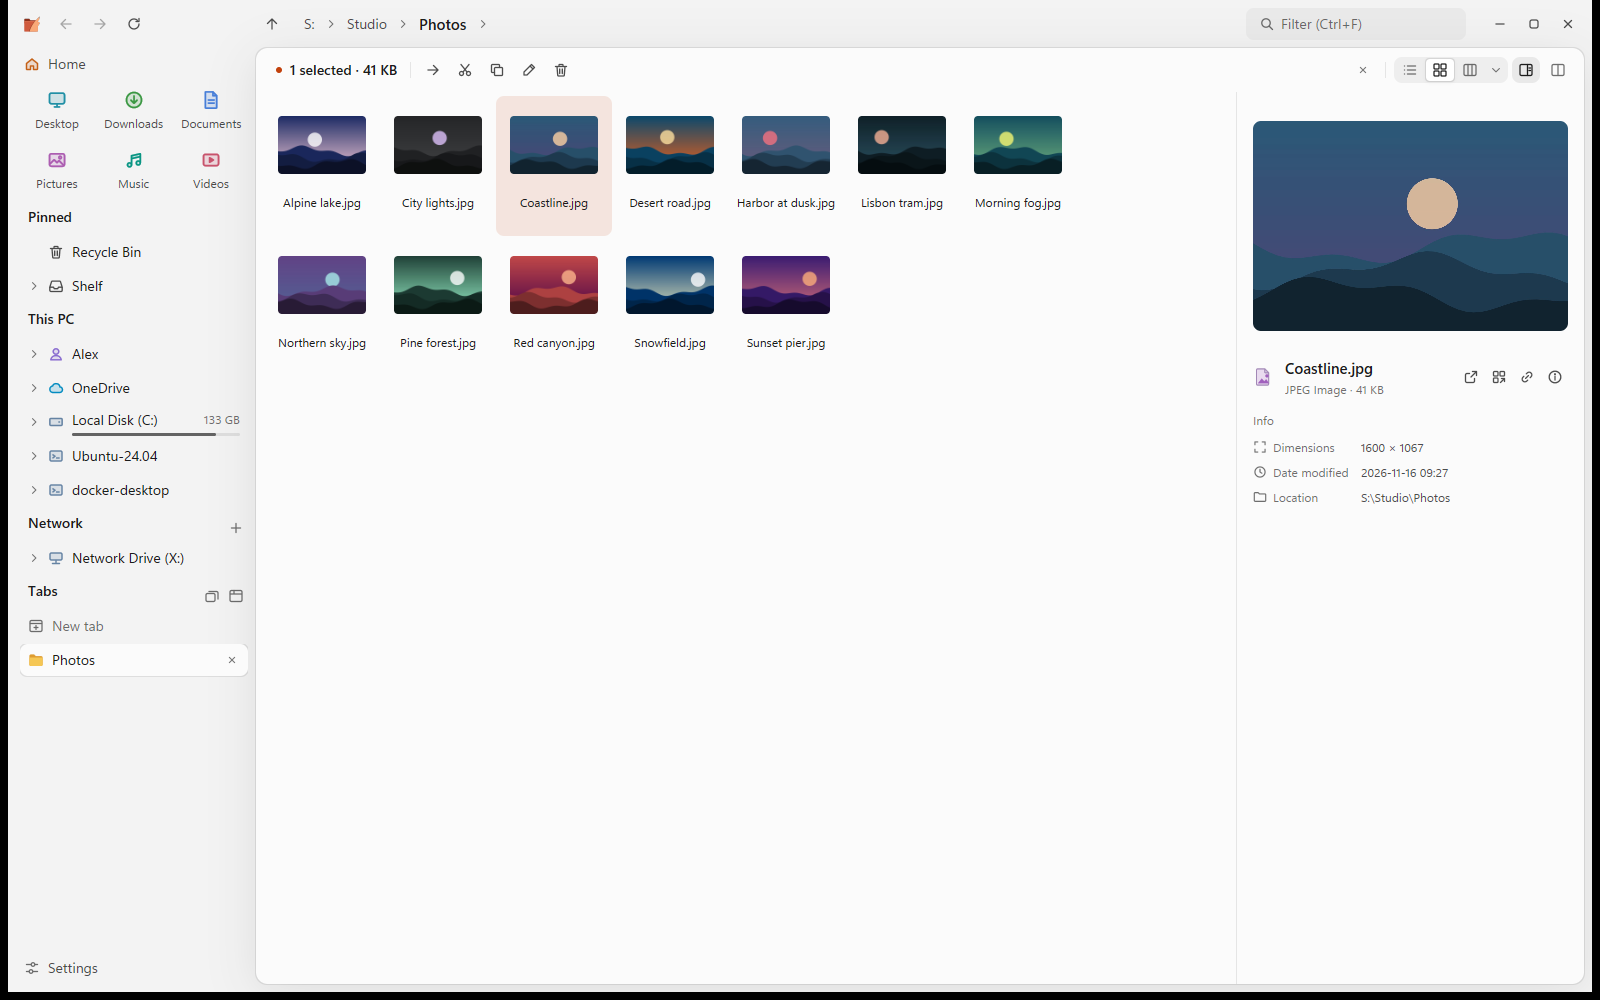 S:
Studio
Photos
Filter (Ctrl+F)
Home
Desktop
Downloads
Documents
Pictures
Music
Videos
Pinned
Recycle Bin
Shelf
This PC
Alex
OneDrive
Local Disk (C:)
133 GB
Ubuntu-24.04
docker-desktop
Network
Network Drive (X:)
Tabs
New tab
Photos
Settings
1 selected · 41 KB
Alpine lake.jpg
City lights.jpg
Coastline.jpg
Desert road.jpg
Harbor at dusk.jpg
Lisbon tram.jpg
Morning fog.jpg
Northern sky.jpg
Pine forest.jpg
Red canyon.jpg
Snowfield.jpg
Sunset pier.jpg
Coastline.jpg
JPEG Image · 41 KB
Info
Dimensions 1600 × 1067
Date modified 2026-11-16 09:27
Location S:\Studio\Photos